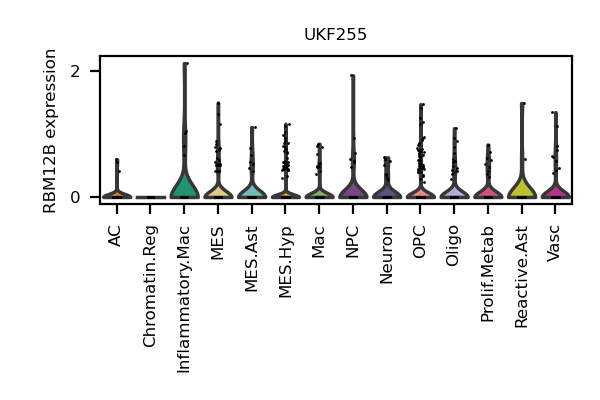 UKF255
RBM12B expression
2
0
AC
Chromatin.Reg
Inflammatory.Mac
MES
MES.Ast
MES.Hyp
Mac
NPC
Neuron
OPC
Oligo
Prolif.Metab
Reactive.Ast
Vasc